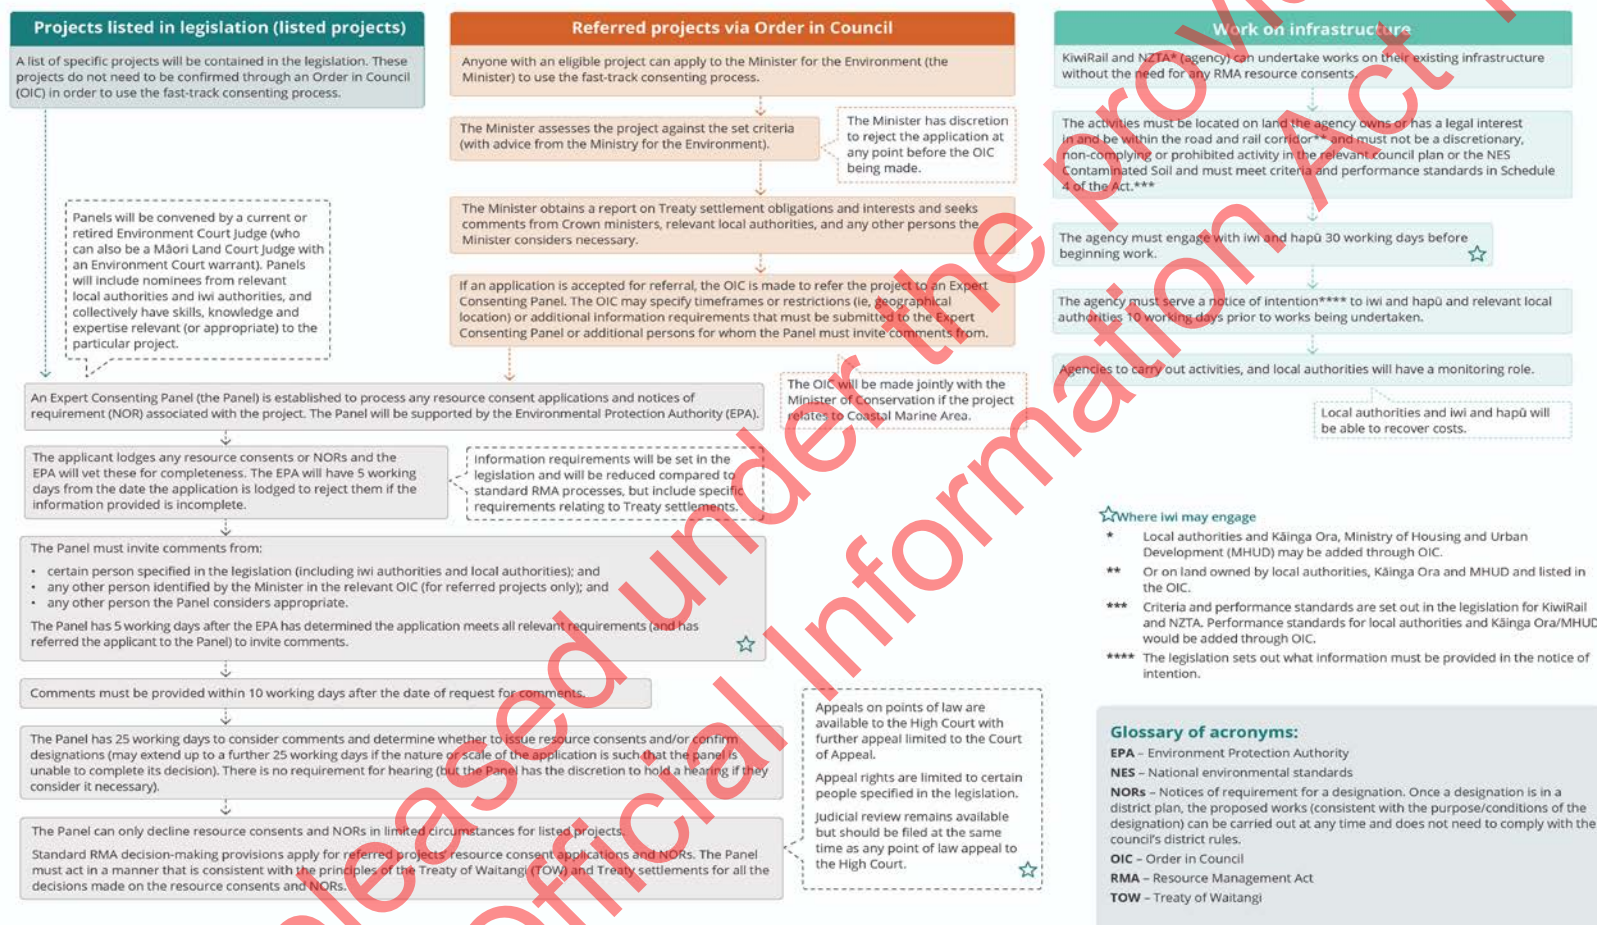 Projects listed in legislation (listed projects)
A list of specific projects will be contained in the legislation. These
projects do not need to be confirmed through an Order in Council
(OIC) in order to use the fast-track consenting process.
Panels will be convened by a current or
retired Environment Court Judge (who
can also be a Māori Land Court Judge with
an Environment Court warrant). Panels
will include nominees from relevant
local authorities and iwi authorities, and
collectively have skills, knowledge and
expertise relevant (or appropriate) to the
particular project.
Referred projects via Order in Council
Anyone with an eligible project can apply to the Minister for the Environment (the
Minister) to use the fast-track consenting process.
The Minister assesses the project against the set criteria
(with advice from the Ministry for the Environment).
The Minister has discretion
to reject the application at
any point before the OIC
being made.
The Minister obtains a report on Treaty settlement obligations and interests and seeks
comments from Crown ministers, relevant local authorities, and any other persons the
Minister considers necessary.
If an application is accepted for referral, the OIC is made to refer the project to an Expert
Consenting Panel. The OIC may specify timeframes or restrictions (ie, geographical
location) or additional information requirements that must be submitted to the Expert
Consenting Panel or additional persons for whom the Panel must invite comments from.
The OIC will be made jointly with the
Minister of Conservation if the project
relates to Coastal Marine Area.
An Expert Consenting Panel (the Panel) is established to process any resource consent applications and notices of
requirement (NOR) associated with the project. The Panel will be supported by the Environmental Protection Authority (EPA).
The applicant lodges any resource consents or NORs and the
EPA will vet these for completeness. The EPA will have 5 working
days from the date the application is lodged to reject them if the
information provided is incomplete.
Information requirements will be set in the
legislation and will be reduced compared to
standard RMA processes, but include specific
requirements relating to Treaty settlements.
The Panel must invite comments from:
• certain person specified in the legislation (including iwi authorities and local authorities); and
• any other person identified by the Minister in the relevant OIC (for referred projects only); and
• any other person the Panel considers appropriate.
The Panel has 5 working days after the EPA has determined the application meets all relevant requirements (and has
referred the applicant to the Panel) to invite comments.
Comments must be provided within 10 working days after the date of request for comments.
The Panel has 25 working days to consider comments and determine whether to issue resource consents and/or confirm
designations (may extend up to a further 25 working days if the nature or scale of the application is such that the panel is
unable to complete its decision). There is no requirement for hearing (but the Panel has the discretion to hold a hearing if they
consider it necessary).
The Panel can only decline resource consents and NORs in limited circumstances for listed projects.
Standard RMA decision-making provisions apply for referred projects' resource consent applications and NORs. The Panel
must act in a manner that is consistent with the principles of the Treaty of Waitangi (TOW) and Treaty settlements for all the
decisions made on the resource consents and NORs.
Appeals on points of law are
available to the High Court with
further appeal limited to the Court
of Appeal.
Appeal rights are limited to certain
people specified in the legislation.
Judicial review remains available
but should be filed at the same
time as any point of law appeal to
the High Court.
Work on infrastructure
KiwiRail and NZTA* (agency) can undertake works on their existing infrastructure
without the need for any RMA resource consents.
The activities must be located on land the agency owns or has a legal interest
in and be within the road and rail corridor** and must not be a discretionary,
non-complying or prohibited activity in the relevant council plan or the NES
Contaminated Soil and must meet criteria and performance standards in Schedule
4 of the Act.***
The agency must engage with iwi and hapū 30 working days before
beginning work.
The agency must serve a notice of intention**** to iwi and hapū and relevant local
authorities 10 working days prior to works being undertaken.
Agencies to carry out activities, and local authorities will have a monitoring role.
Local authorities and iwi and hapū will
be able to recover costs.
Where iwi may engage
* Local authorities and Kāinga Ora, Ministry of Housing and Urban
Development (MHUD) may be added through OIC.
** Or on land owned by local authorities, Kāinga Ora and MHUD and listed in
the OIC.
*** Criteria and performance standards are set out in the legislation for KiwiRail
and NZTA. Performance standards for local authorities and Kāinga Ora/MHUD
would be added through OIC.
**** The legislation sets out what information must be provided in the notice of
intention.
Glossary of acronyms:
EPA – Environment Protection Authority
NES – National environmental standards
NORs – Notices of requirement for a designation. Once a designation is in a
district plan, the proposed works (consistent with the purpose/conditions of the
designation) can be carried out at any time and does not need to comply with the
council's district rules.
OIC – Order in Council
RMA – Resource Management Act
TOW – Treaty of Waitangi
leased under the provi
fficial Information Act